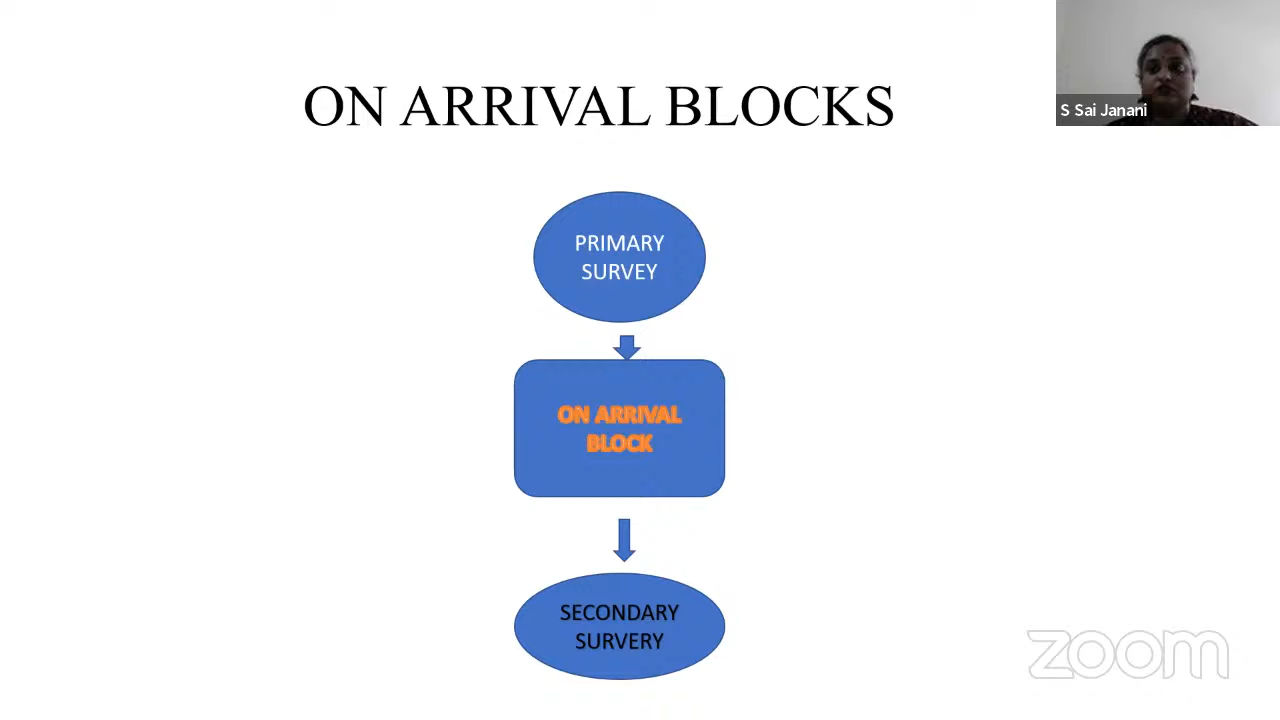 ON ARRIVAL BLOCKS
S Sai Janani
PRIMARY
SURVEY
ON ARRIVAL
BLOCK
SECONDARY
SURVERY
zoom